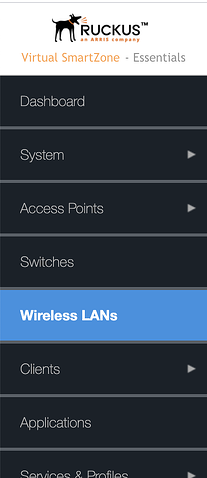 RUCKUS™
an ARRIS company
Virtual SmartZone - Essentials
Dashboard
System
Access Points
Switches
Wireless LANs
Clients
Applications
Services & Profiles